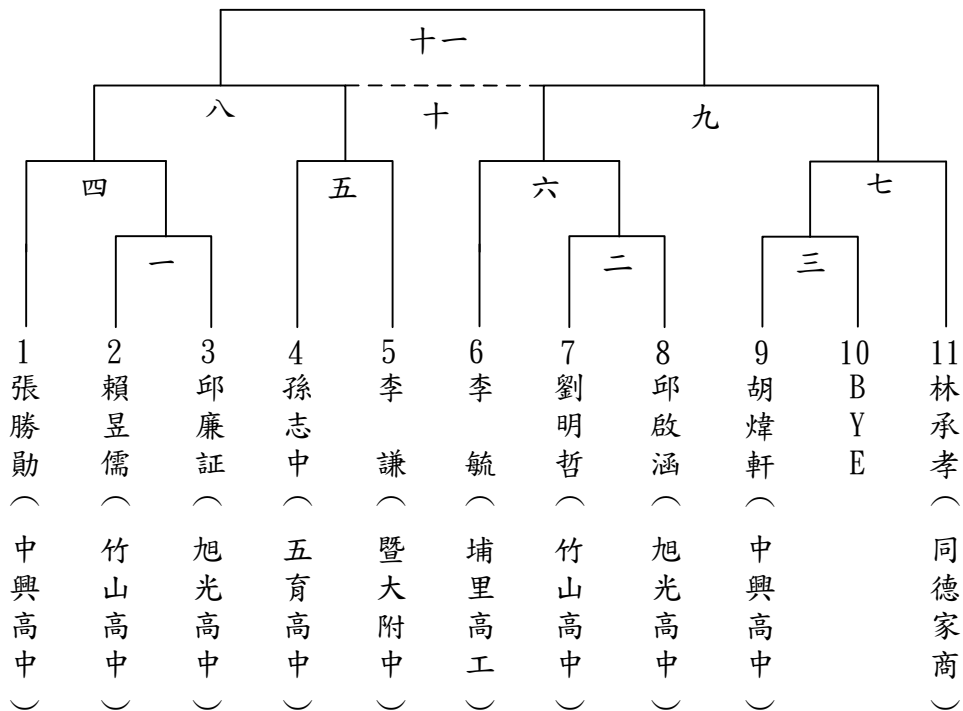 十一
八
十
九
四
五
六
七
一
二
三
1 張勝勛（中興高中）
2 賴昱儒（竹山高中）
3 邱廉証（旭光高中）
4 孫志中（五育高中）
5 李謙（暨大附中）
6 李毓（埔里高工）
7 劉明哲（竹山高中）
8 邱啟涵（旭光高中）
9 胡煒軒（中興高中）
10 BYE
11 林承孝（同德家商）